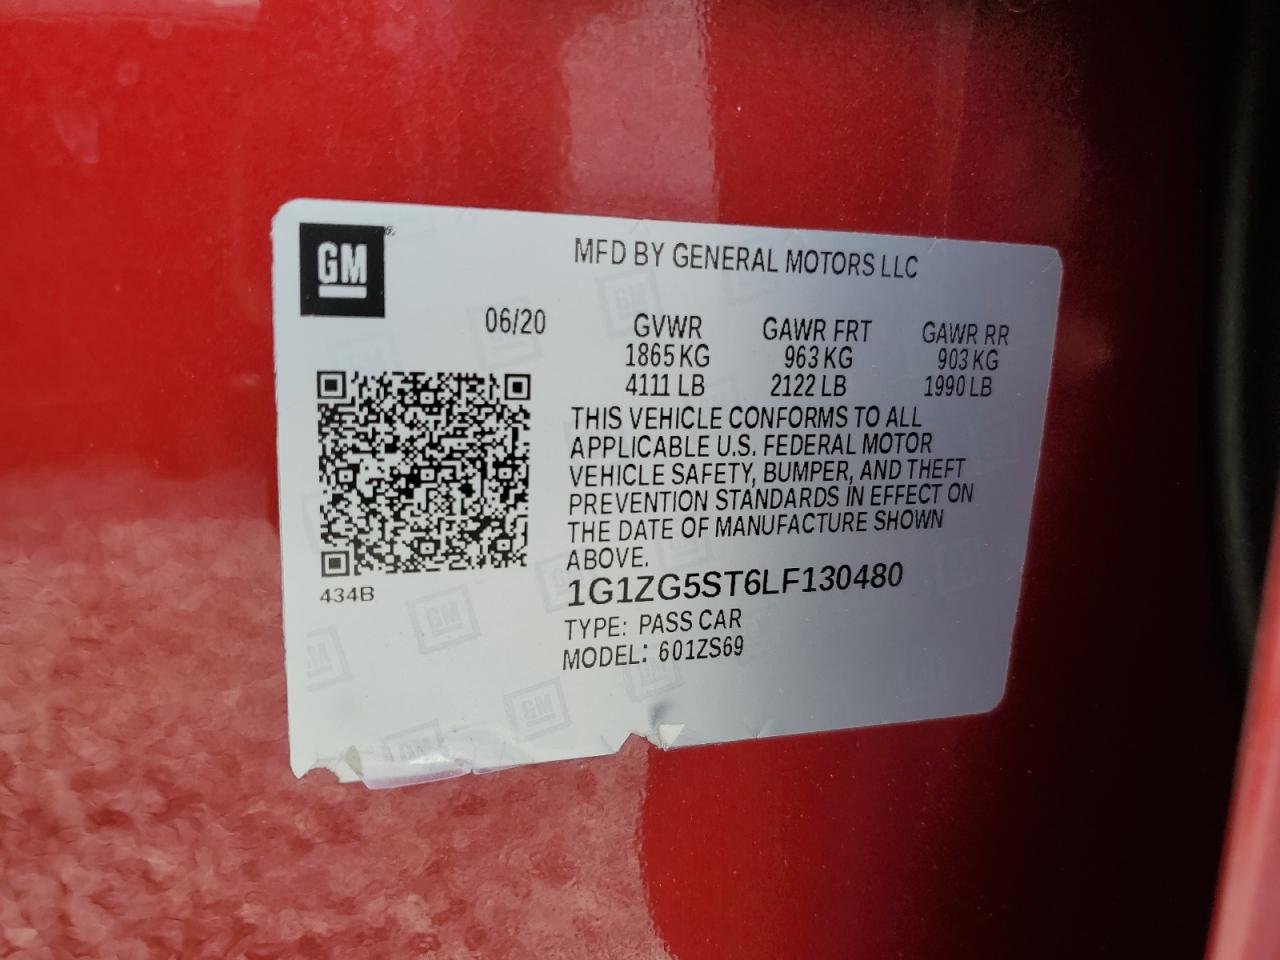 GM
MFD BY GENERAL MOTORS LLC
06/20 GVWR GAWR FRT GAWR RR
1865 KG 963 KG 903 KG
4111 LB 2122 LB 1990 LB
THIS VEHICLE CONFORMS TO ALL
APPLICABLE U.S. FEDERAL MOTOR
VEHICLE SAFETY, BUMPER, AND THEFT
PREVENTION STANDARDS IN EFFECT ON
THE DATE OF MANUFACTURE SHOWN
ABOVE.
434B
1G1ZG5ST6LF130480
TYPE: PASS CAR
MODEL: 601ZS69